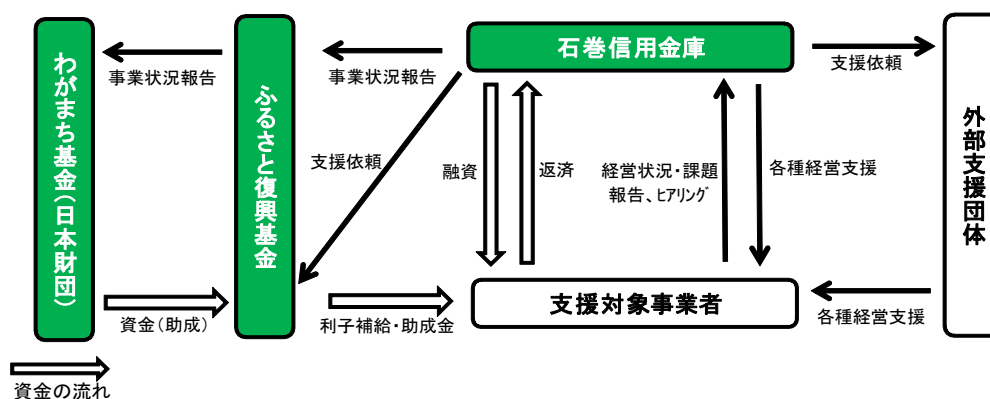 わがまち基金(日本財団)
事業状況報告
ふるさと復興基金
事業状況報告
石巻信用金庫
支援依頼
外部支援団体
支援依頼
融資
返済
経営状況・課題
報告、ﾋｱﾘﾝｸﾞ
各種経営支援
資金(助成)
利子補給・助成金
支援対象事業者
各種経営支援
資金の流れ